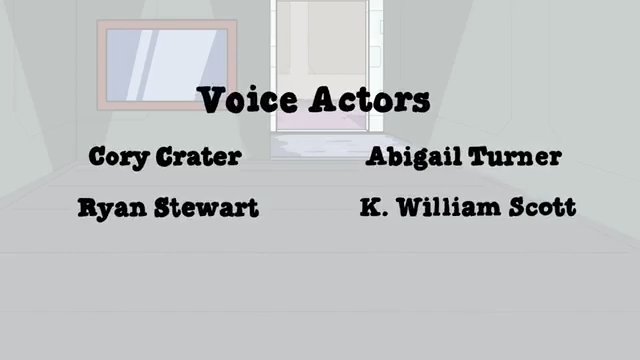 Voice Actors
Cory Crater Abigail Turner
Ryan Stewart K. William Scott